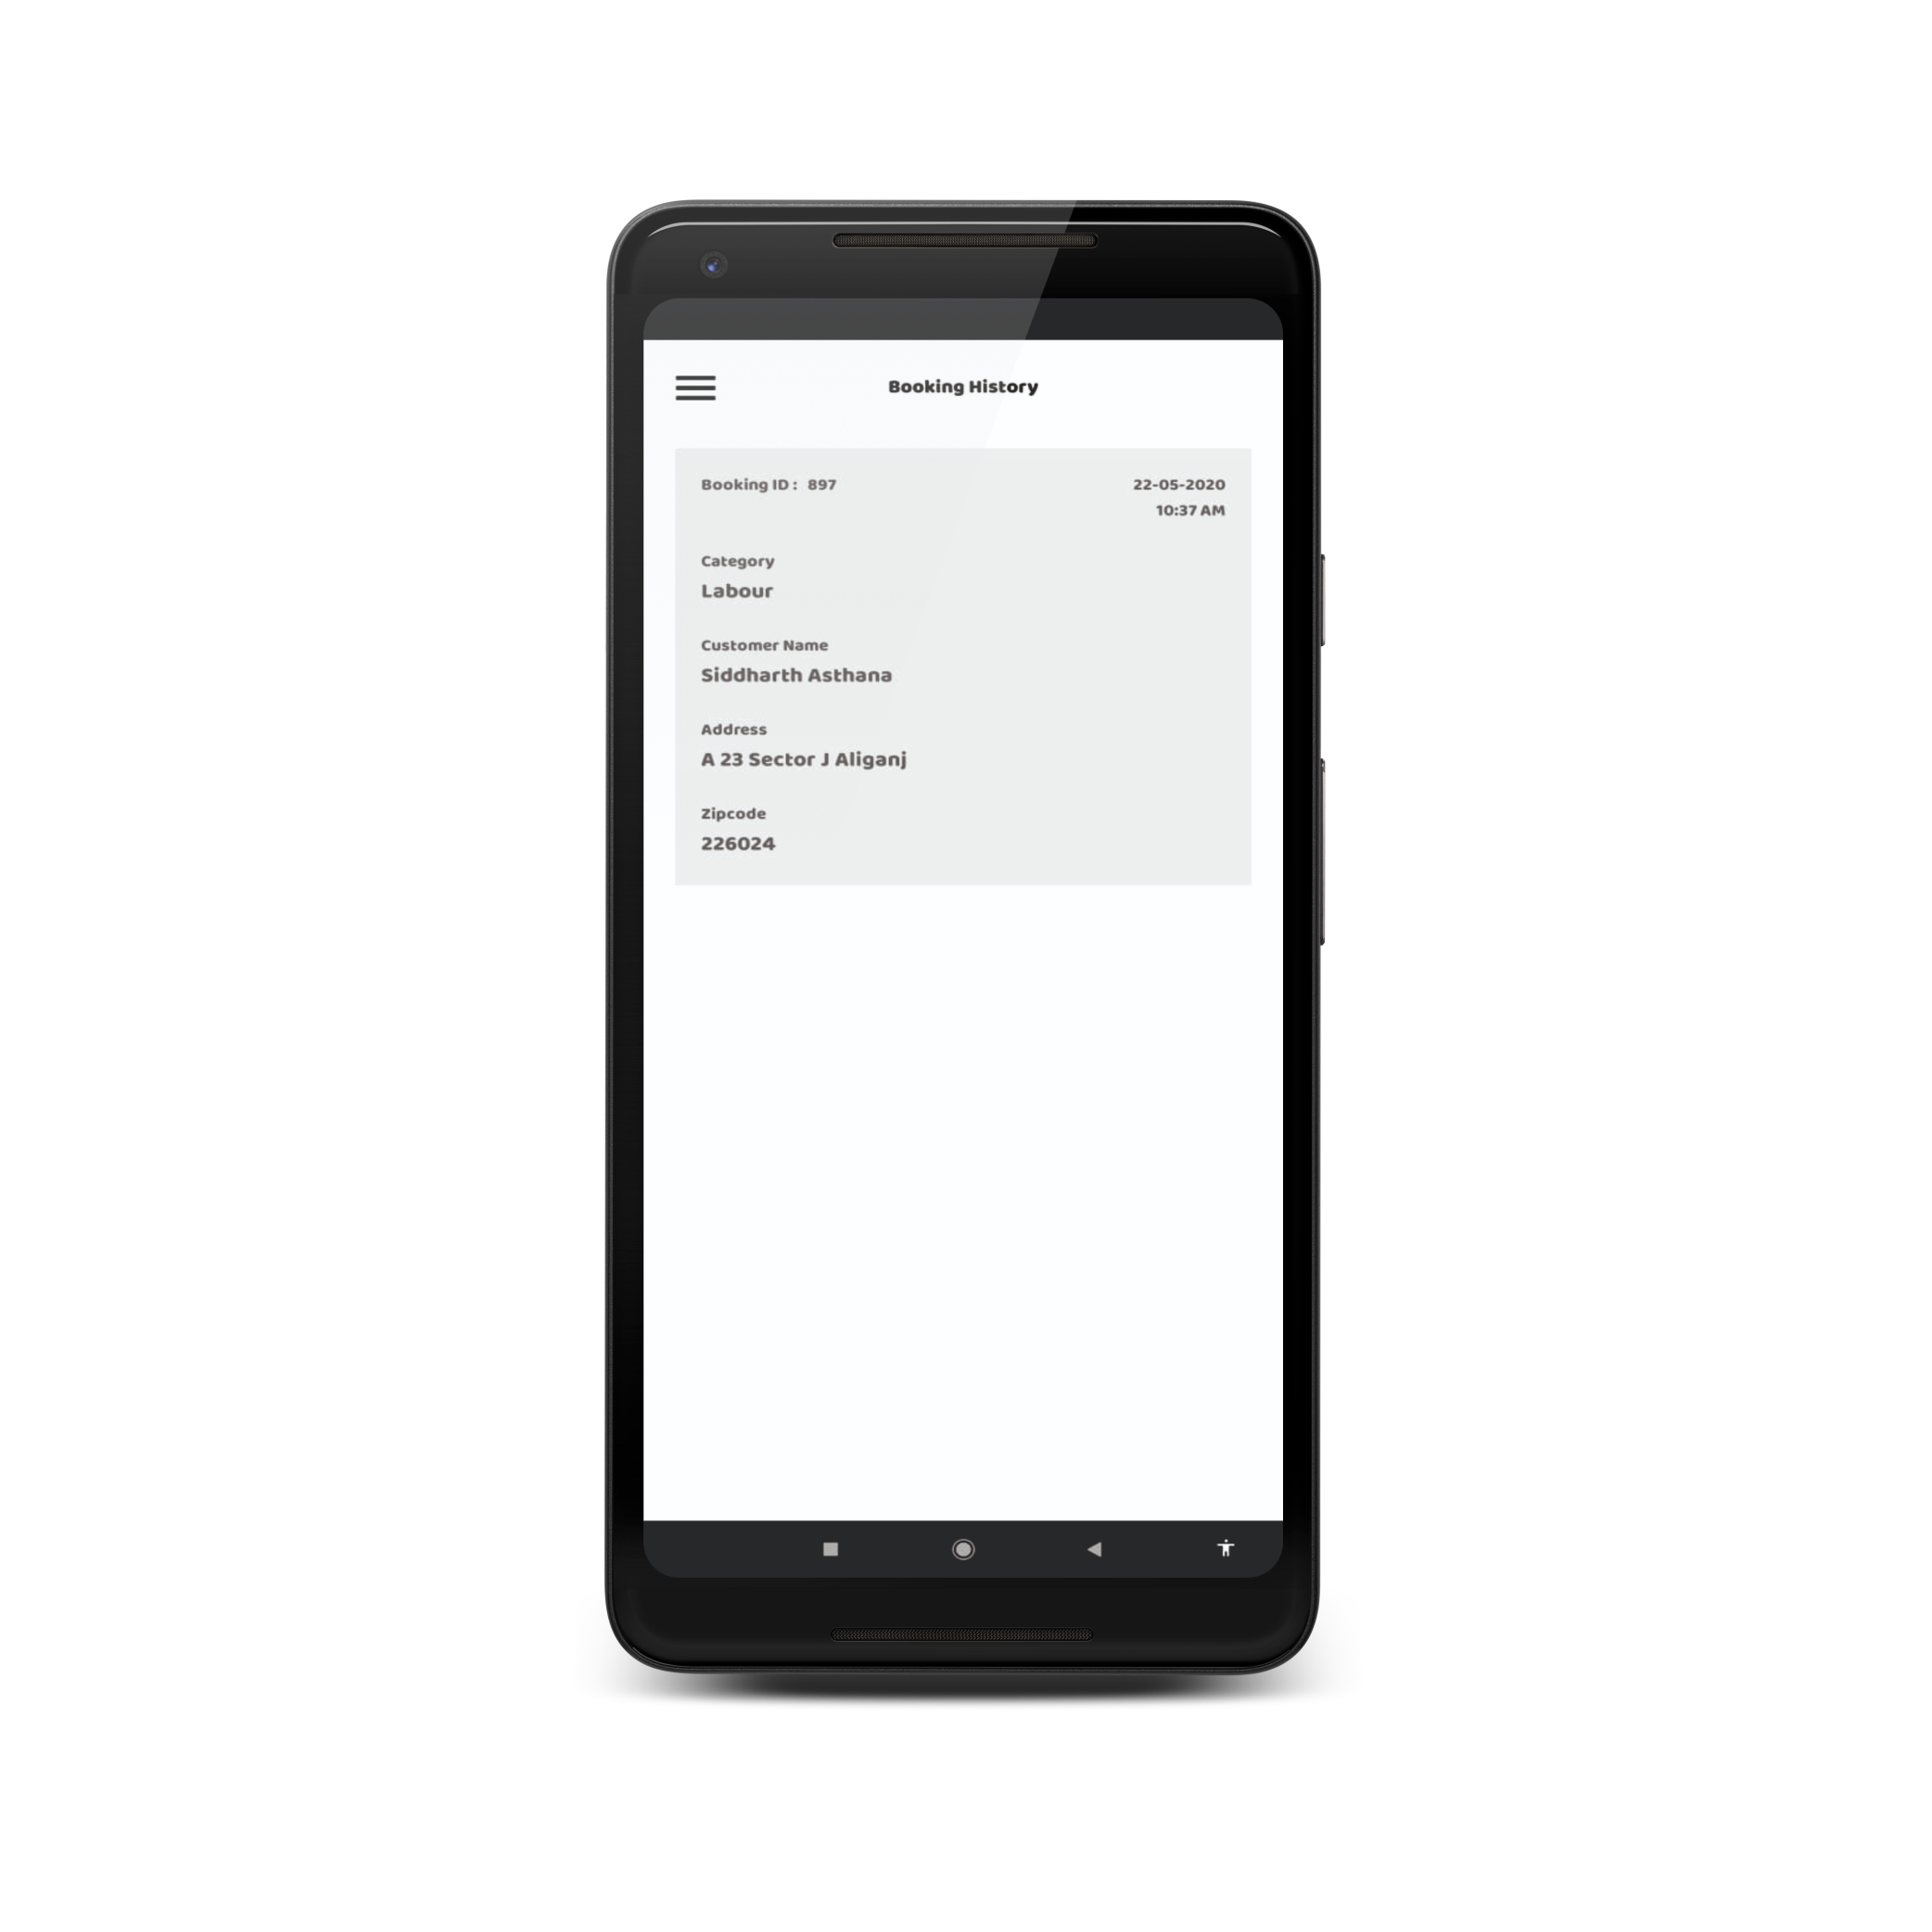 Booking History
Booking ID : 897
22-05-2020
10:37 AM
Category
Labour
Customer Name
Siddharth Asthana
Address
A 23 Sector J Aliganj
Zipcode
226024